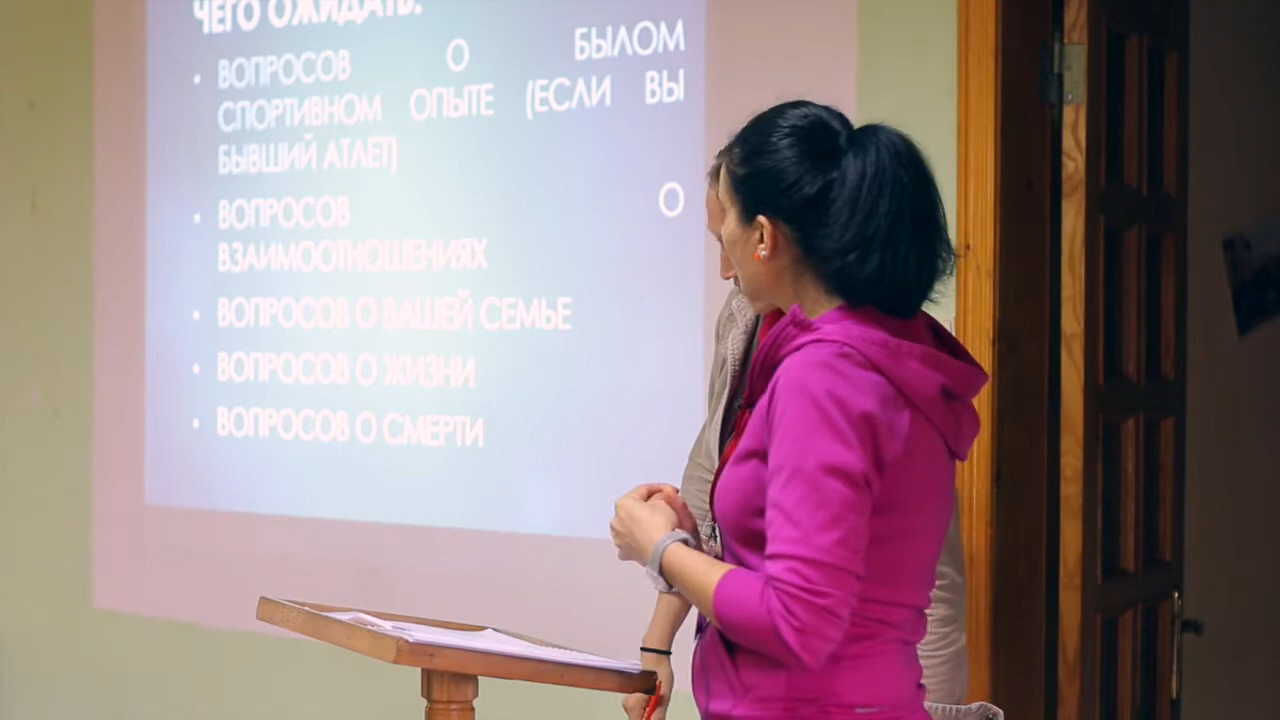 ЧЕГО ОЖИДАТЬ:
• ВОПРОСОВ О БЫЛОМ
СПОРТИВНОМ ОПЫТЕ (ЕСЛИ ВЫ
БЫВШИЙ АТЛЕТ)
• ВОПРОСОВ О
ВЗАИМООТНОШЕНИЯХ
• ВОПРОСОВ О ВАШЕЙ СЕМЬЕ
• ВОПРОСОВ О ЖИЗНИ
• ВОПРОСОВ О СМЕРТИ